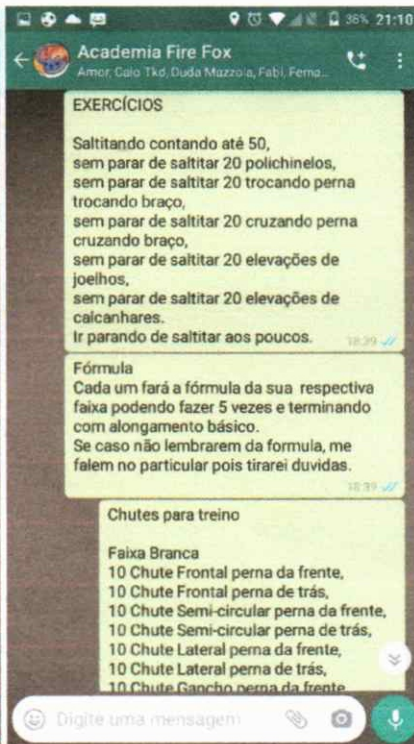 36% 21:10
Academia Fire Fox
Amor, Caio Tkd, Duda Mazzola, Fabi, Ferna...
EXERCÍCIOS
Saltitando contando até 50,
sem parar de saltitar 20 polichinelos,
sem parar de saltitar 20 trocando perna
trocando braço,
sem parar de saltitar 20 cruzando perna
cruzando braço,
sem parar de saltitar 20 elevações de
joelhos,
sem parar de saltitar 20 elevações de
calcanhares.
Ir parando de saltitar aos poucos.
18:39
Fórmula
Cada um fará a fórmula da sua respectiva
faixa podendo fazer 5 vezes e terminando
com alongamento básico.
Se caso não lembrarem da formula, me
falem no particular pois tirarei duvidas.
18:39
Chutes para treino
Faixa Branca
10 Chute Frontal perna da frente,
10 Chute Frontal perna de trás,
10 Chute Semi-circular perna da frente,
10 Chute Semi-circular perna de trás,
10 Chute Lateral perna da frente,
10 Chute Lateral perna de trás,
10 Chute Gancho perna da frente
Digite uma mensagem